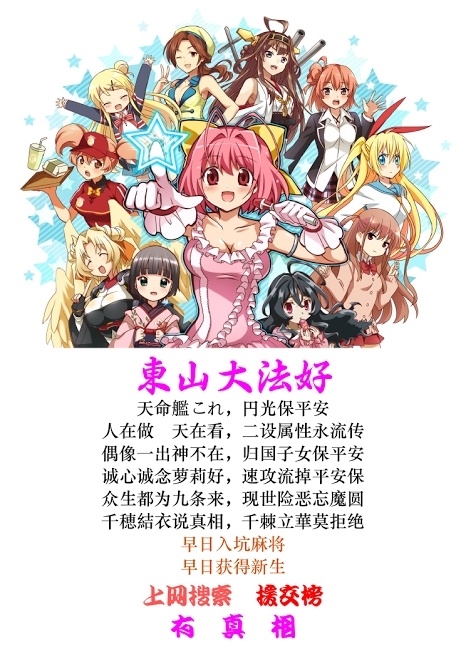 東山大法好
天命艦これ，円光保平安
人在做　天在看，二设属性永流传
偶像一出神不在，归国子女保平安
诚心诚念萝莉好，速攻流掉平安保
众生都为九条来，现世险恶忘魔圆
千穂結衣说真相，千棘立華莫拒绝
早日入坑麻将
早日获得新生
上网搜索　援交榜
有　真　相